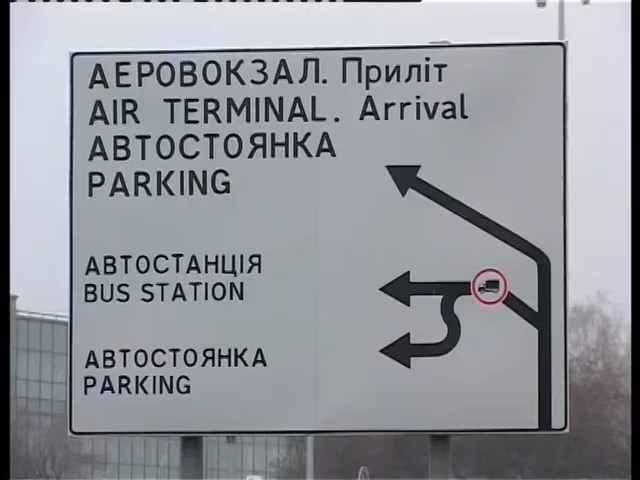 АЕРОВОКЗАЛ. Приліт
AIR TERMINAL. Arrival
АВТОСТОЯНКА
PARKING
АВТОСТАНЦІЯ
BUS STATION
АВТОСТОЯНКА
PARKING